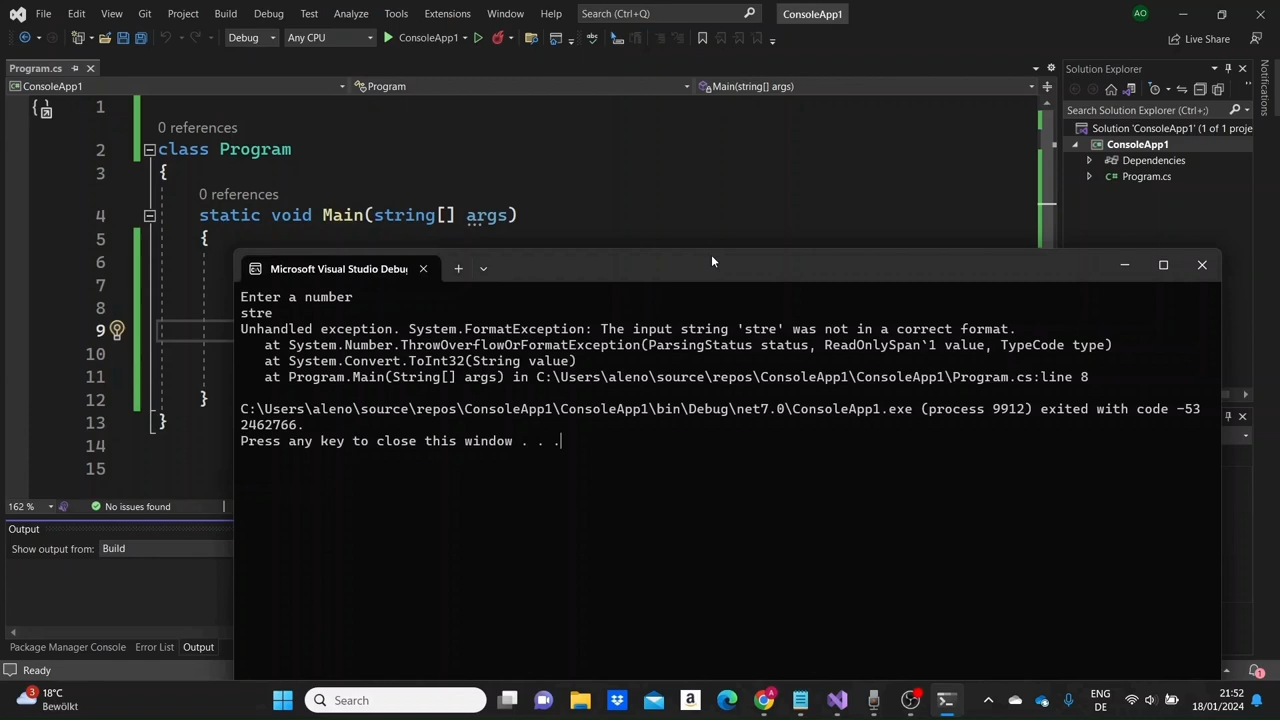 File Edit View Git Project Build Debug Test Analyze Tools Extensions Window Help Search (Ctrl+Q) ConsoleApp1 AO
Debug Any CPU ConsoleApp1 Live Share
Program.cs
Solution Explorer
Notifications
ConsoleApp1 Program Main(string[] args)
Search Solution Explorer (Ctrl+;)
1
0 references
Solution 'ConsoleApp1' (1 of 1 proje
2 class Program
ConsoleApp1
3 {
Dependencies
0 references
Program.cs
4 static void Main(string[] args)
5 {
6
7
8
9
10
11
12 }
13 }
14
15
Microsoft Visual Studio Debug
Enter a number
stre
Unhandled exception. System.FormatException: The input string 'stre' was not in a correct format.
at System.Number.ThrowOverflowOrFormatException(ParsingStatus status, ReadOnlySpan`1 value, TypeCode type)
at System.Convert.ToInt32(String value)
at Program.Main(String[] args) in C:\Users\aleno\source\repos\ConsoleApp1\ConsoleApp1\Program.cs:line 8
C:\Users\aleno\source\repos\ConsoleApp1\ConsoleApp1\bin\Debug\net7.0\ConsoleApp1.exe (process 9912) exited with code -53
2462766.
Press any key to close this window . . .
162 % No issues found
Output
Show output from: Build
Package Manager Console Error List Output
Ready
3 18°C
Bewölkt
Search
ENG
DE
21:52
18/01/2024
1